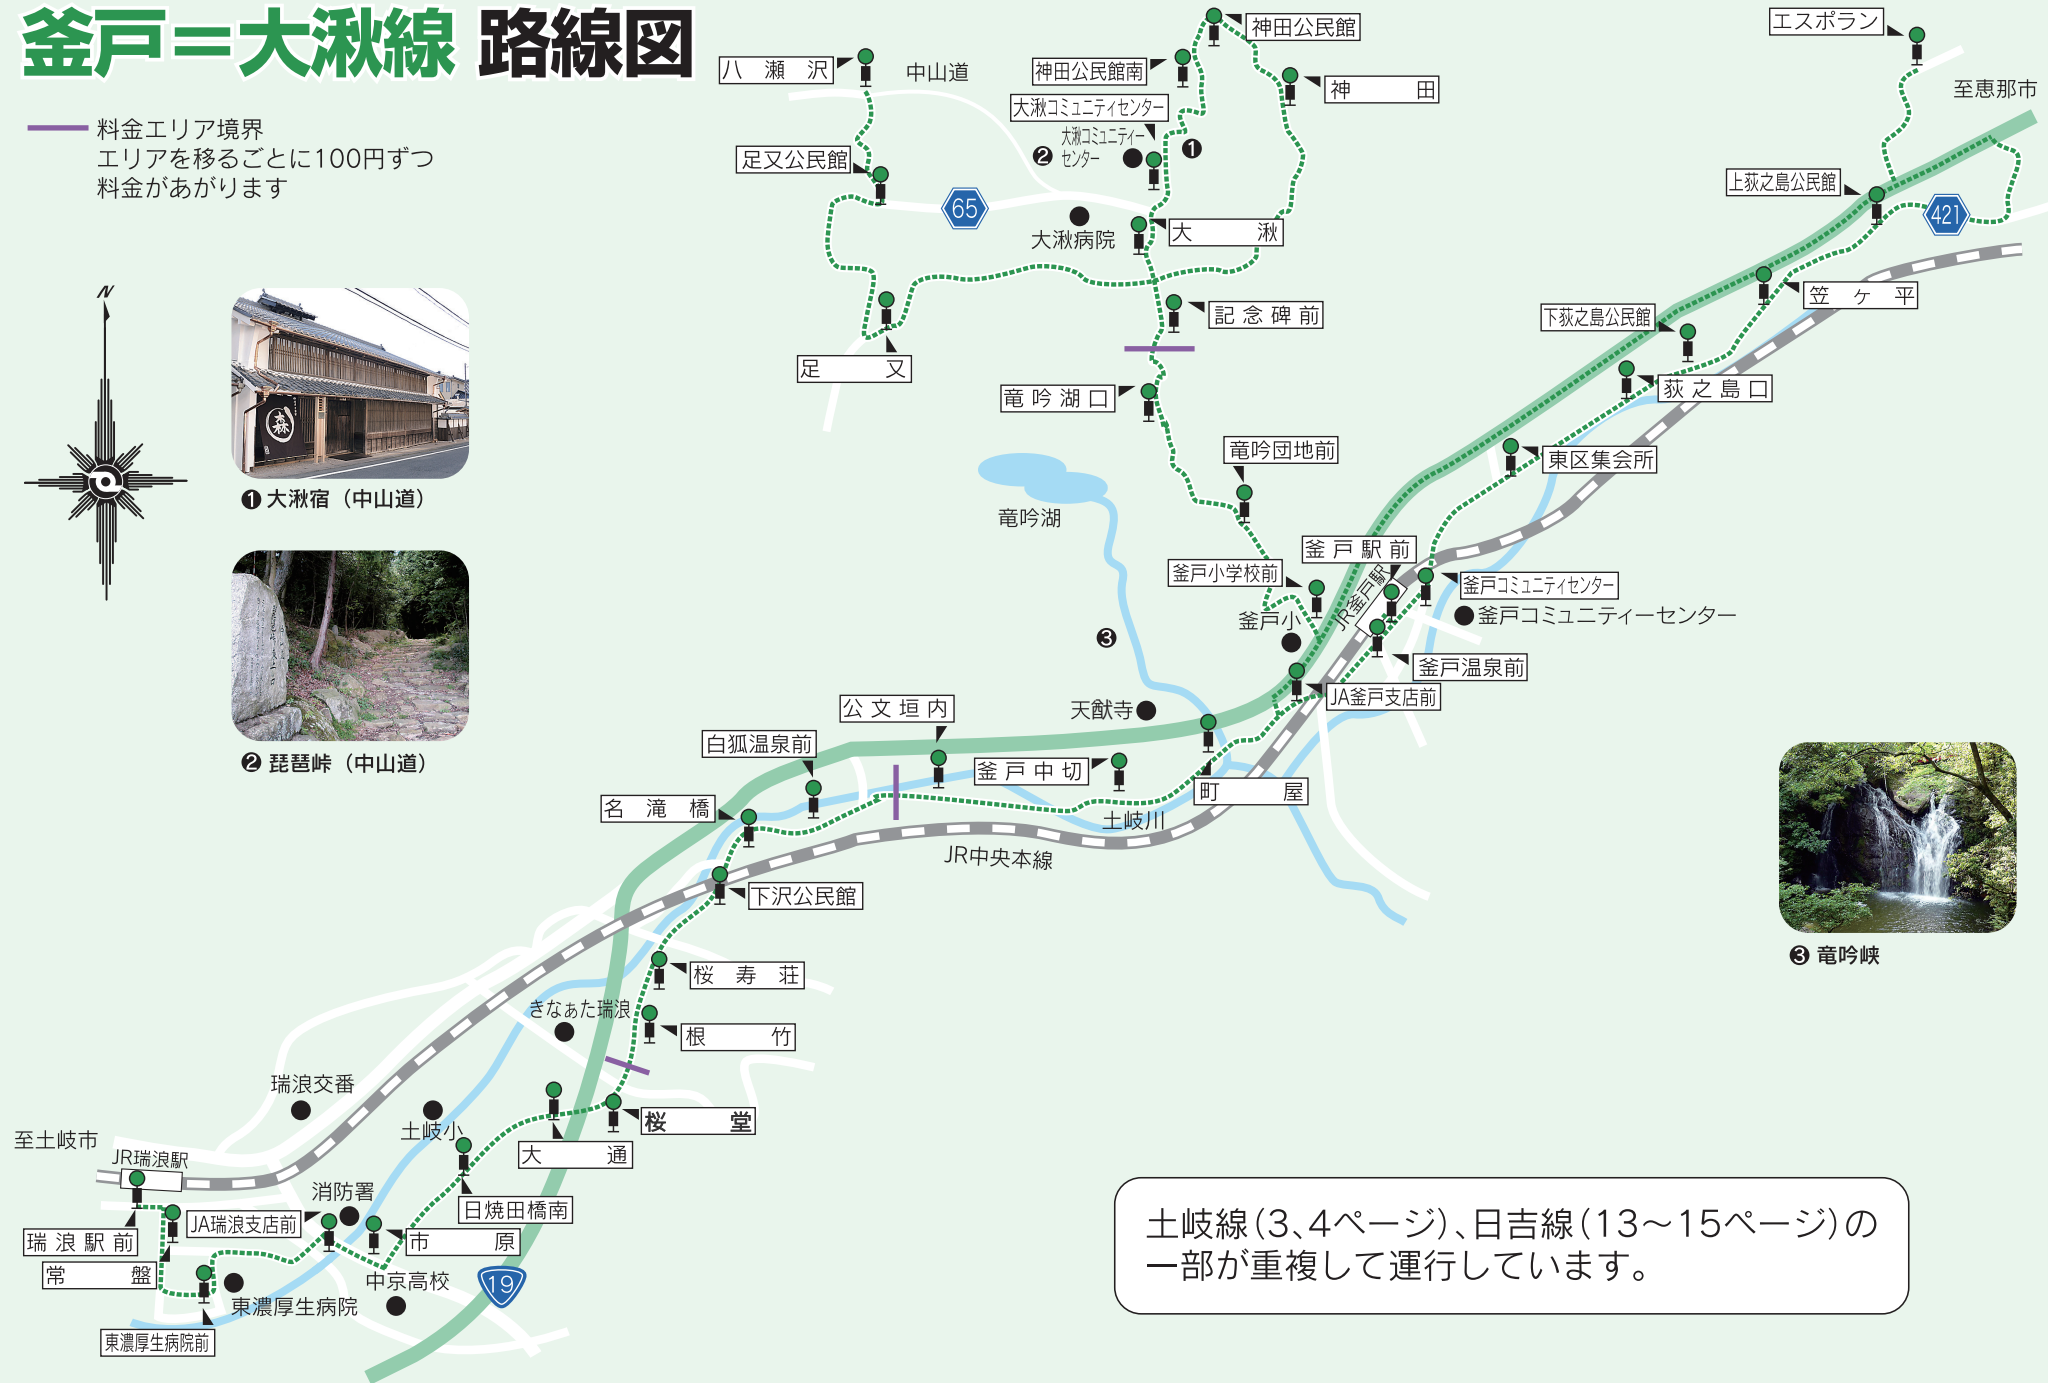 釜戸＝大湫線 路線図
料金エリア境界
エリアを移るごとに100円ずつ
料金があがります
八瀬沢
中山道
神田公民館
神田公民館南
神田
大湫コミュニティセンター
大湫コミュニティー
センター
❷
❶
エスポラン
至恵那市
足又公民館
65
大湫病院
大湫
上荻之島公民館
421
笠ヶ平
記念碑前
下荻之島公民館
足又
竜吟湖口
荻之島口
竜吟団地前
東区集会所
N
森
❶ 大湫宿（中山道）
竜吟湖
釜戸駅前
釜戸小学校前
JR釜戸駅
釜戸コミュニティセンター
釜戸コミュニティーセンター
釜戸小
❸
釜戸温泉前
JA釜戸支店前
❷ 琵琶峠（中山道）
天猷寺
公文垣内
白狐温泉前
釜戸中切
町屋
名滝橋
土岐川
JR中央本線
下沢公民館
❸ 竜吟峡
桜寿荘
きなぁた瑞浪
根竹
瑞浪交番
土岐小
桜堂
至土岐市
JR瑞浪駅
大通
消防署
日焼田橋南
JA瑞浪支店前
瑞浪駅前
市原
常盤
中京高校
19
東濃厚生病院
東濃厚生病院前
土岐線（3、4ページ）、日吉線（13～15ページ）の
一部が重複して運行しています。